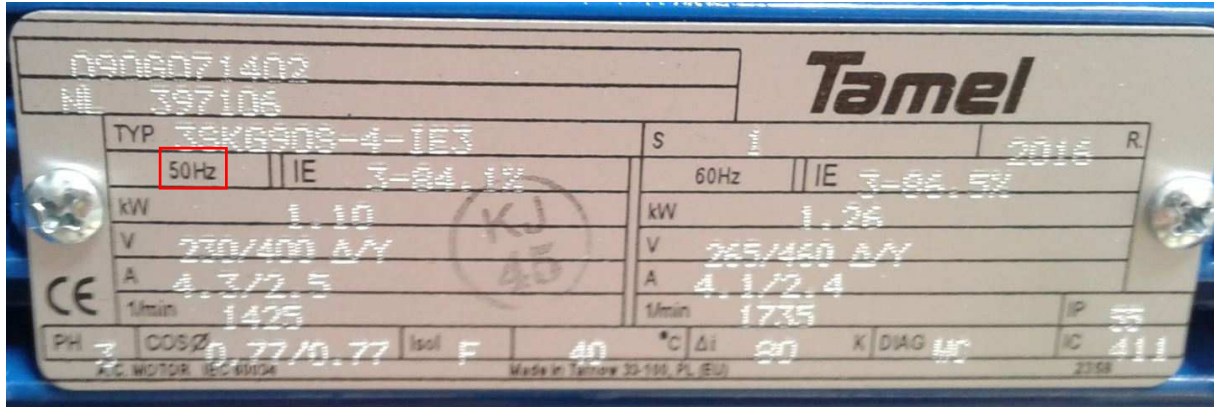 Tamel
0906071402
NL 397106
TYP 3SKG90S-4-IE3 S 1 2016 R.
50Hz IE 3-84.1% 60Hz IE 3-86.5%
kW 1.10 kW 1.26
V 230/400 Δ/Y V 265/460 Δ/Y
A 4.3/2.5 A 4.1/2.4
1/min 1425 1/min 1735 IP 55
PH 3 COSØ 0.77/0.77 Isol F 40 °C Δi 80 K DIAG MC IC 411
A.C. MOTOR IEC 60034 Made in Tarnow 33-100, PL (EU) 2358
KJ
45
CE